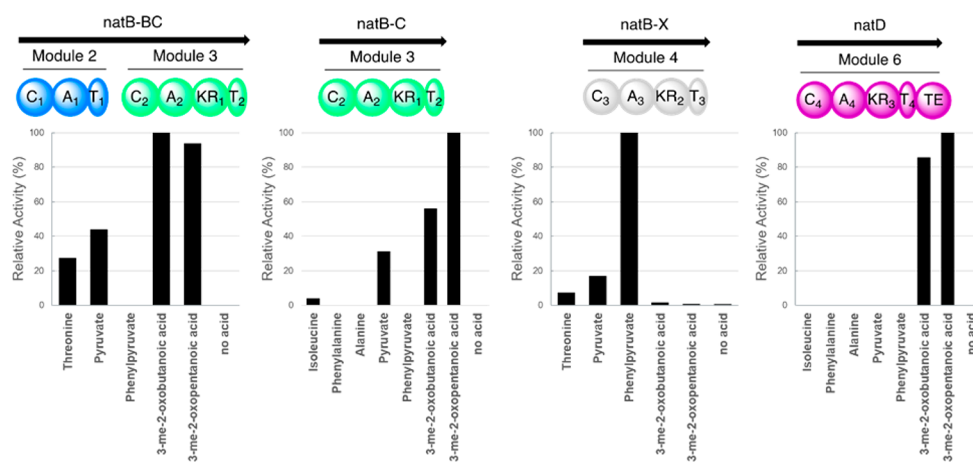 natB-BC
natB-C
natB-X
natD
Module 2
Module 3
Module 3
Module 4
Module 6
C1 A1 T1
C2 A2 KR1 T2
C2 A2 KR1 T2
C3 A3 KR2 T3
C4 A4 KR3 T4 TE
Relative Activity (%)
100
80
60
40
20
0
Threonine
Pyruvate
Phenylpyruvate
3-me-2-oxobutanoic acid
3-me-2-oxopentanoic acid
no acid
Relative Activity (%)
100
80
60
40
20
0
Isoleucine
Phenylalanine
Alanine
Pyruvate
Phenylpyruvate
3-me-2-oxobutanoic acid
3-me-2-oxopentanoic acid
no acid
Relative Activity (%)
100
80
60
40
20
0
Threonine
Pyruvate
Phenylpyruvate
3-me-2-oxobutanoic acid
3-me-2-oxopentanoic acid
no acid
Relative Activity (%)
100
80
60
40
20
0
Isoleucine
Phenylalanine
Alanine
Pyruvate
Phenylpyruvate
3-me-2-oxobutanoic acid
3-me-2-oxopentanoic acid
no acid